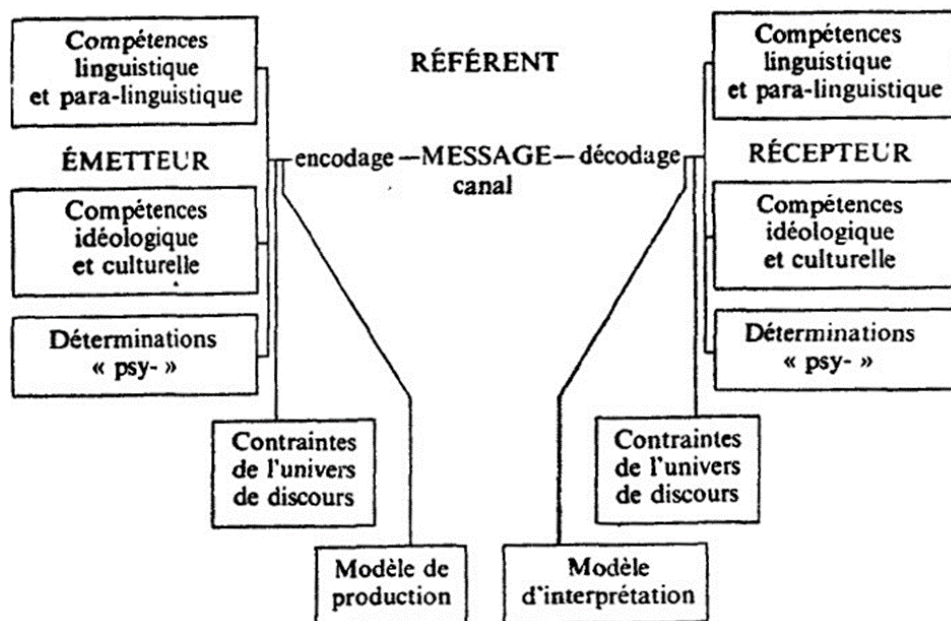 Compétences
linguistique
et para-linguistique
RÉFÉRENT
Compétences
linguistique
et para-linguistique
ÉMETTEUR
encodage — MESSAGE — décodage
canal
RÉCEPTEUR
Compétences
idéologique
et culturelle
Compétences
idéologique
et culturelle
Déterminations
« psy- »
Déterminations
« psy- »
Contraintes
de l'univers
de discours
Contraintes
de l'univers
de discours
Modèle de
production
Modèle
d'interprétation